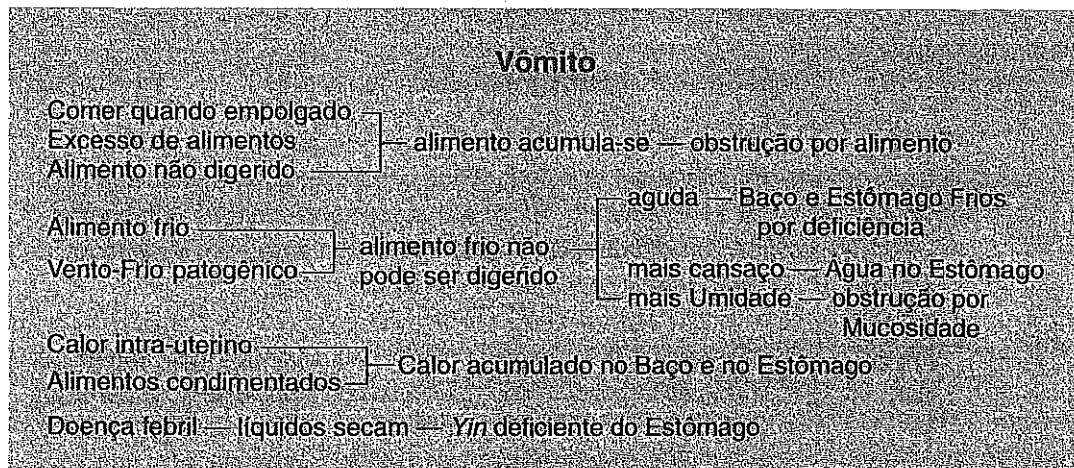 Vômito
Comer quando empolgado
Excesso de alimentos
Alimento não digerido
alimento acumula-se
obstrução por alimento
Alimento frio
Vento-Frio patogênico
alimento frio não
pode ser digerido
aguda
Baço e Estômago Frios
por deficiência
mais cansaço
Água no Estômago
mais Umidade
obstrução por
Mucosidade
Calor intra-uterino
Alimentos condimentados
Calor acumulado no Baço e no Estômago
Doença febril líquidos secam Yin deficiente do Estômago